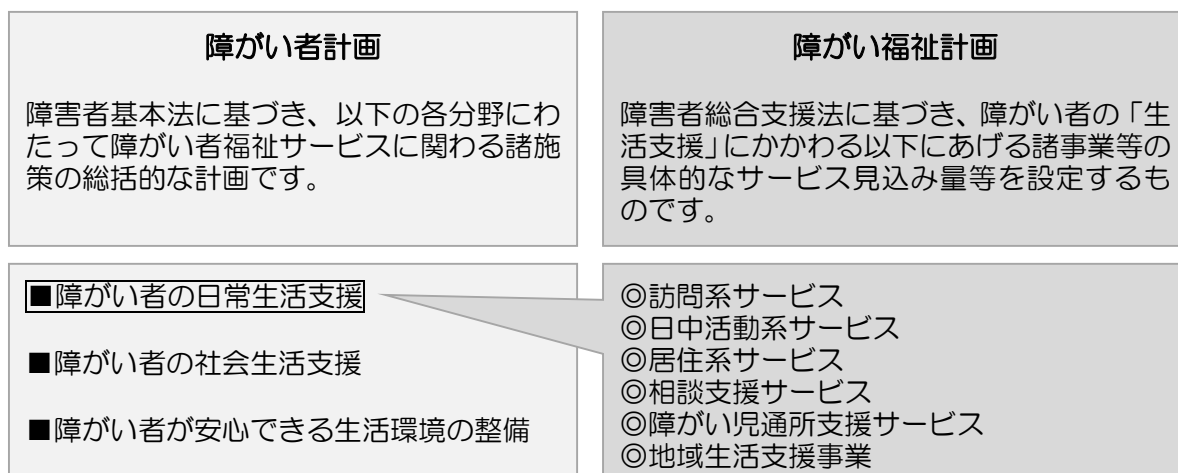 障がい者計画
障害者基本法に基づき、以下の各分野にわ
たって障がい者福祉サービスに関わる諸施
策の総括的な計画です。
障がい福祉計画
障害者総合支援法に基づき、障がい者の「生
活支援」にかかわる以下にあげる諸事業等の
具体的なサービス見込み量等を設定するも
のです。
■障がい者の日常生活支援
■障がい者の社会生活支援
■障がい者が安心できる生活環境の整備
◎訪問系サービス
◎日中活動系サービス
◎居住系サービス
◎相談支援サービス
◎障がい児通所支援サービス
◎地域生活支援事業